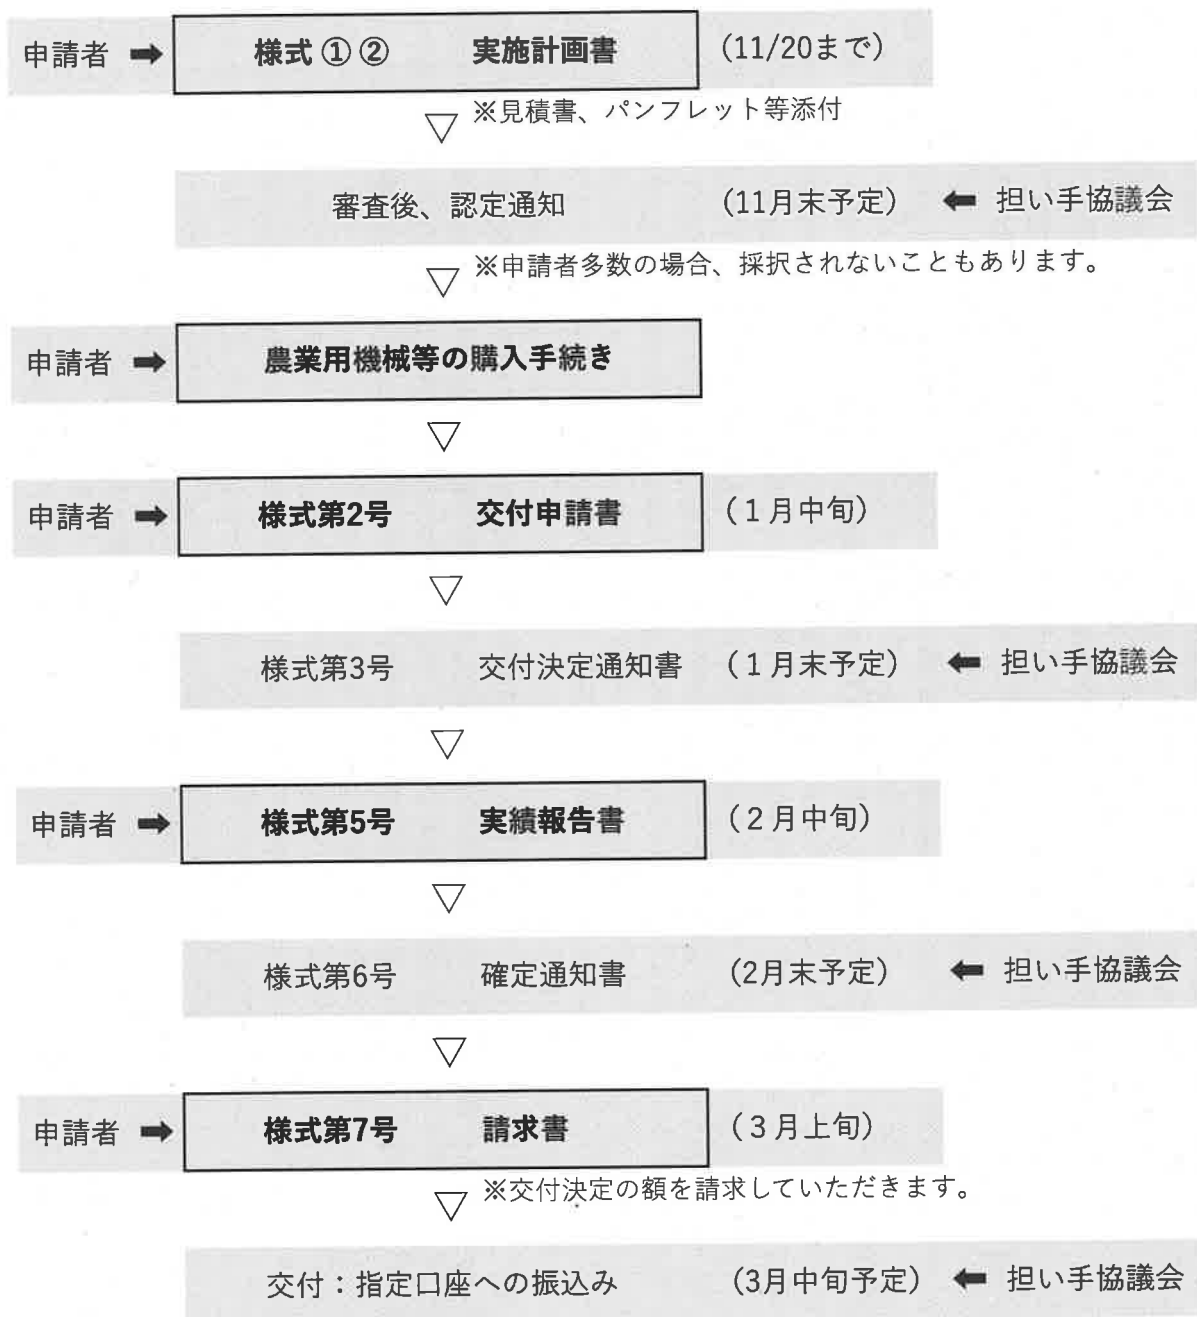 申請者 ➡ 様式 ① ② 実施計画書 (11/20まで)
▽ ※見積書、パンフレット等添付
審査後、認定通知 (11月末予定) ⬅ 担い手協議会
▽ ※申請者多数の場合、採択されないこともあります。
申請者 ➡ 農業用機械等の購入手続き
▽
申請者 ➡ 様式第2号 交付申請書 (１月中旬)
▽
様式第3号 交付決定通知書 (１月末予定) ⬅ 担い手協議会
▽
申請者 ➡ 様式第5号 実績報告書 (２月中旬)
▽
様式第6号 確定通知書 (2月末予定) ⬅ 担い手協議会
▽
申請者 ➡ 様式第7号 請求書 (３月上旬)
▽ ※交付決定の額を請求していただきます。
交付：指定口座への振込み (3月中旬予定) ⬅ 担い手協議会